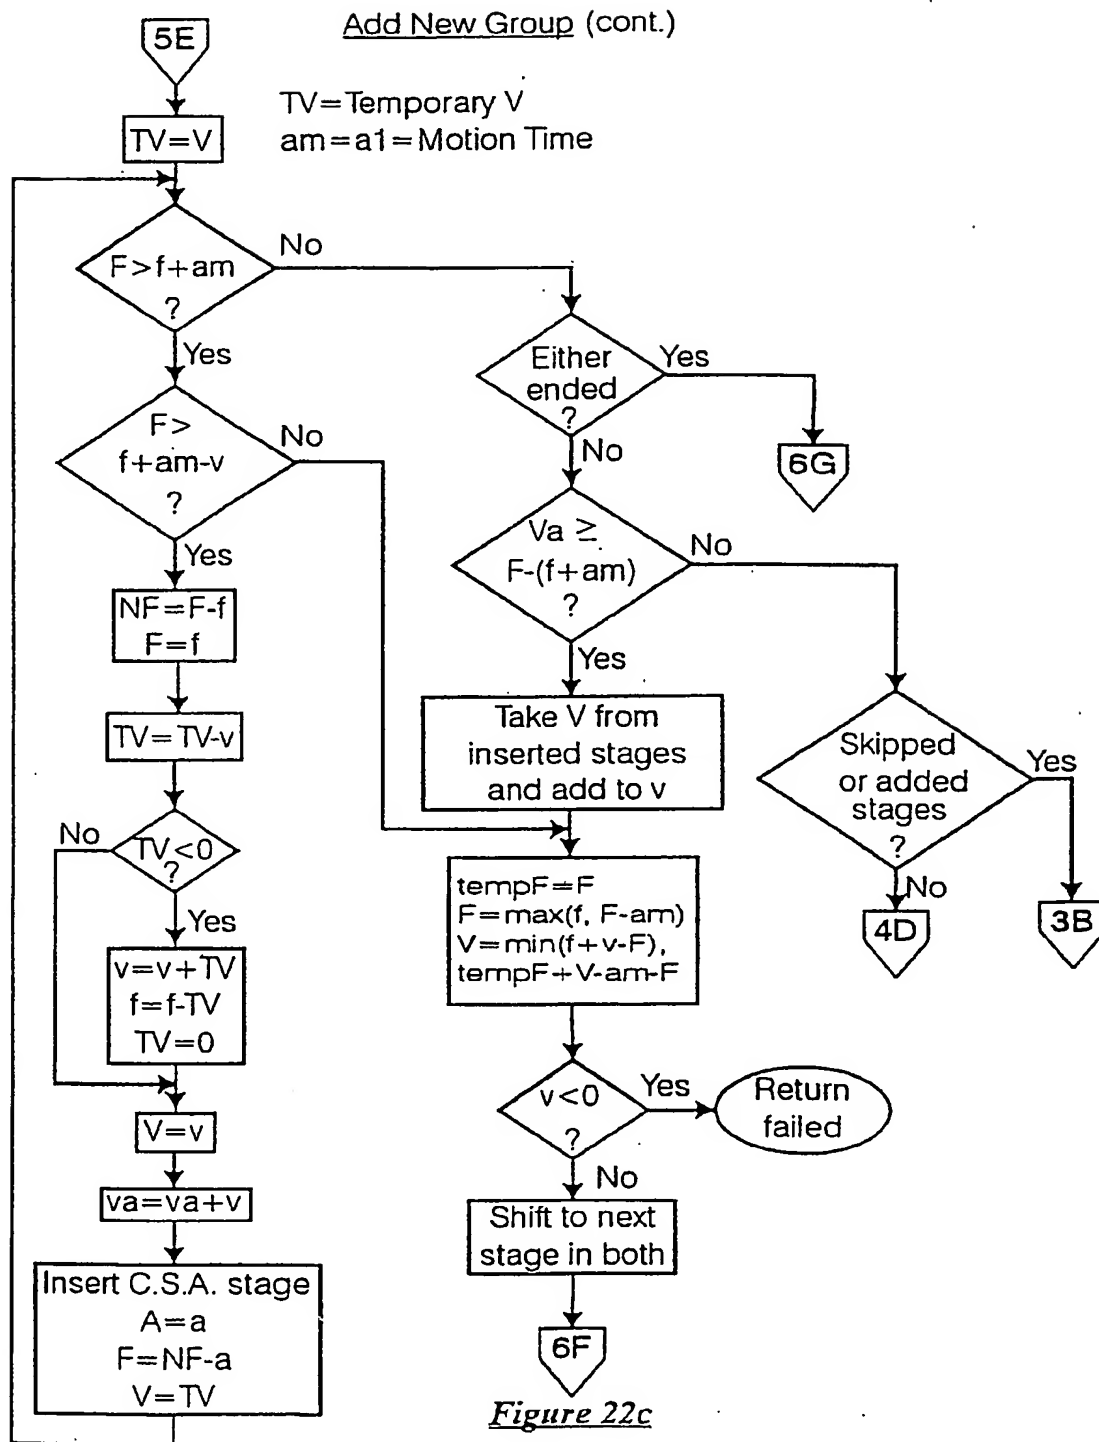 Add New Group (cont.)
5E
TV=Temporary V
am=a1=Motion Time
TV=V
F>f+am
?
No
Yes
Either
ended
?
Yes
No
6G
F>
f+am-v
?
No
Yes
Va ≥
F-(f+am)
?
No
Yes
NF=F-f
F=f
TV=TV-v
Take V from
inserted stages
and add to v
Skipped
or added
stages
?
Yes
No
4D
3B
TV<0
?
No
Yes
tempF=F
F=max(f, F-am)
V=min(f+v-F),
tempF+V-am-F
v=v+TV
f=f-TV
TV=0
v<0
?
Yes
Return
failed
No
V=v
va=va+v
Shift to next
stage in both
Insert C.S.A. stage
A=a
F=NF-a
V=TV
6F
Figure 22c